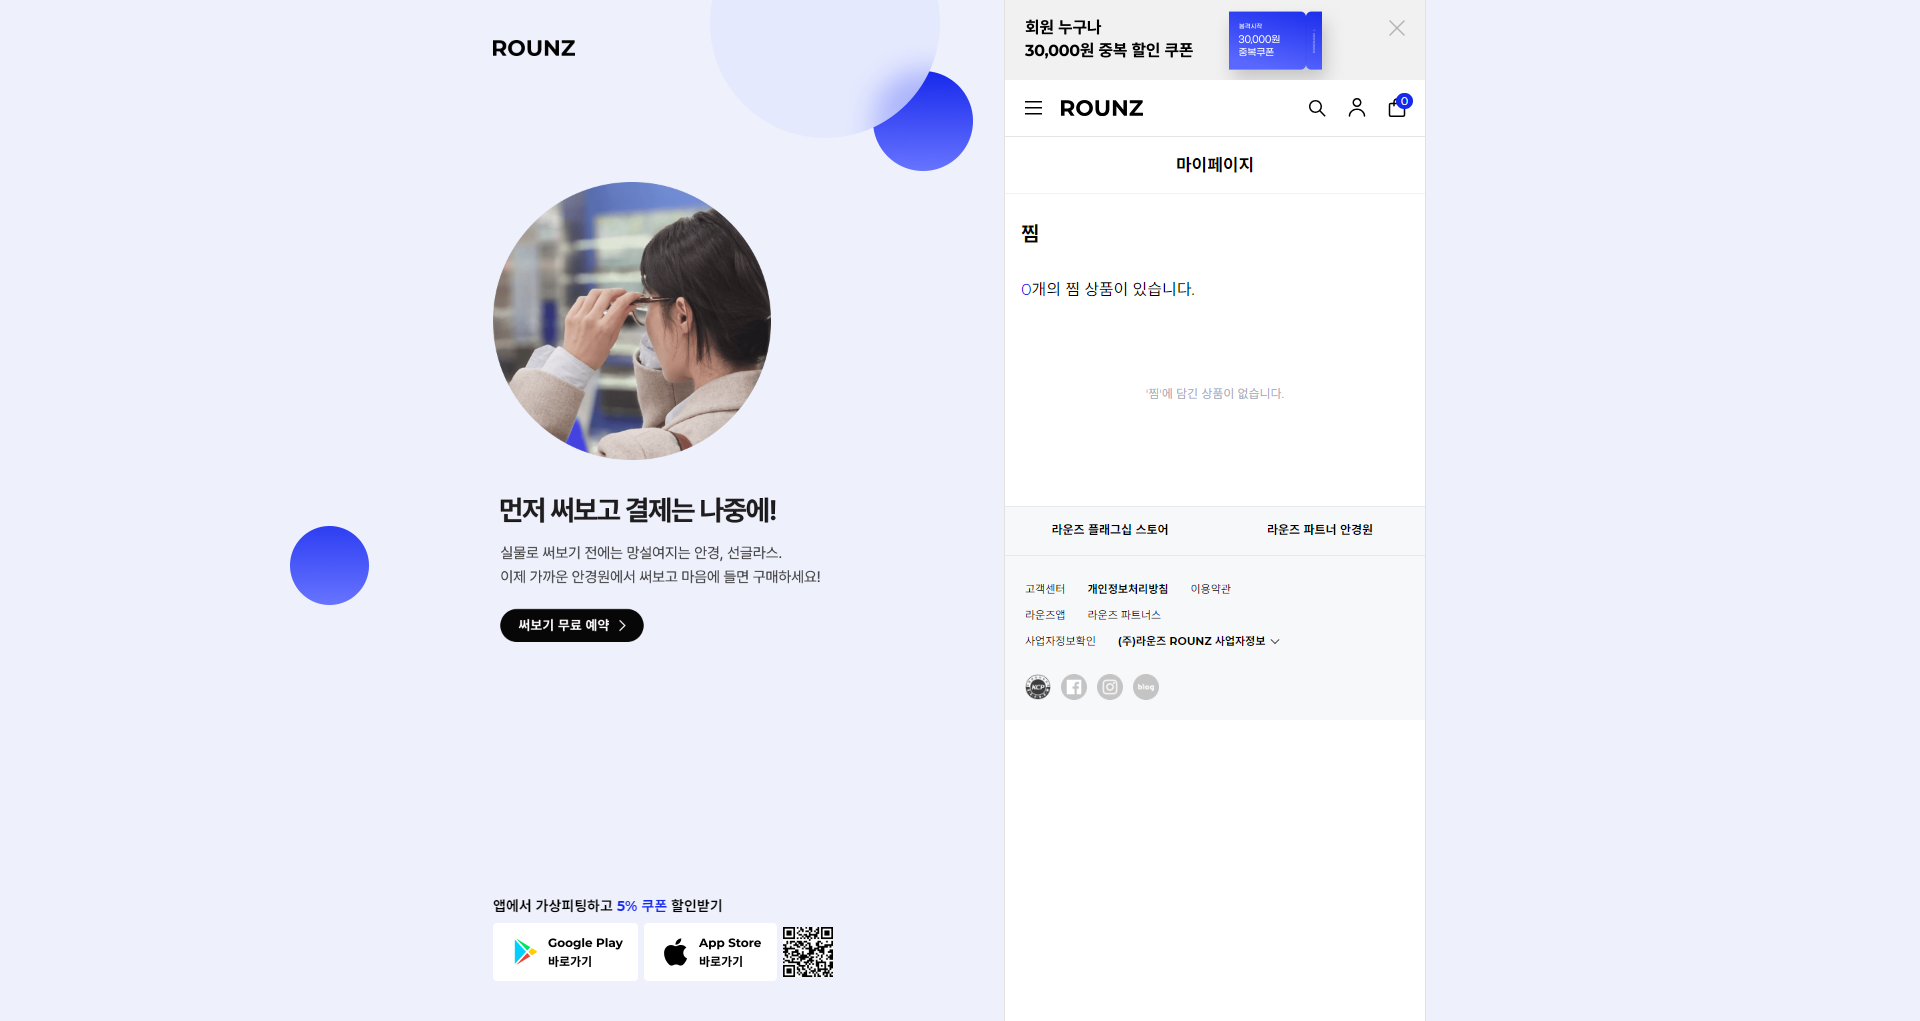 ROUNZ
먼저 써보고 결제는 나중에!
실물로 써보기 전에는 망설여지는 안경, 선글라스.
이제 가까운 안경원에서 써보고 마음에 들면 구매하세요!
써보기 무료 예약
앱에서 가상피팅하고 5% 쿠폰 할인받기
Google Play
바로가기
App Store
바로가기
회원 누구나
30,000원 중복 할인 쿠폰
30,000원
중복쿠폰
ROUNZ
0
마이페이지
찜
0개의 찜 상품이 있습니다.
'찜'에 담긴 상품이 없습니다.
라운즈 플래그십 스토어
라운즈 파트너 안경원
고객센터 개인정보처리방침 이용약관
라운즈앱 라운즈 파트너스
사업자정보확인 (주)라운즈 ROUNZ 사업자정보
KCP
blog